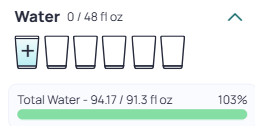 Water 0 / 48 fl oz
Total Water - 94.17 / 91.3 fl oz 103%